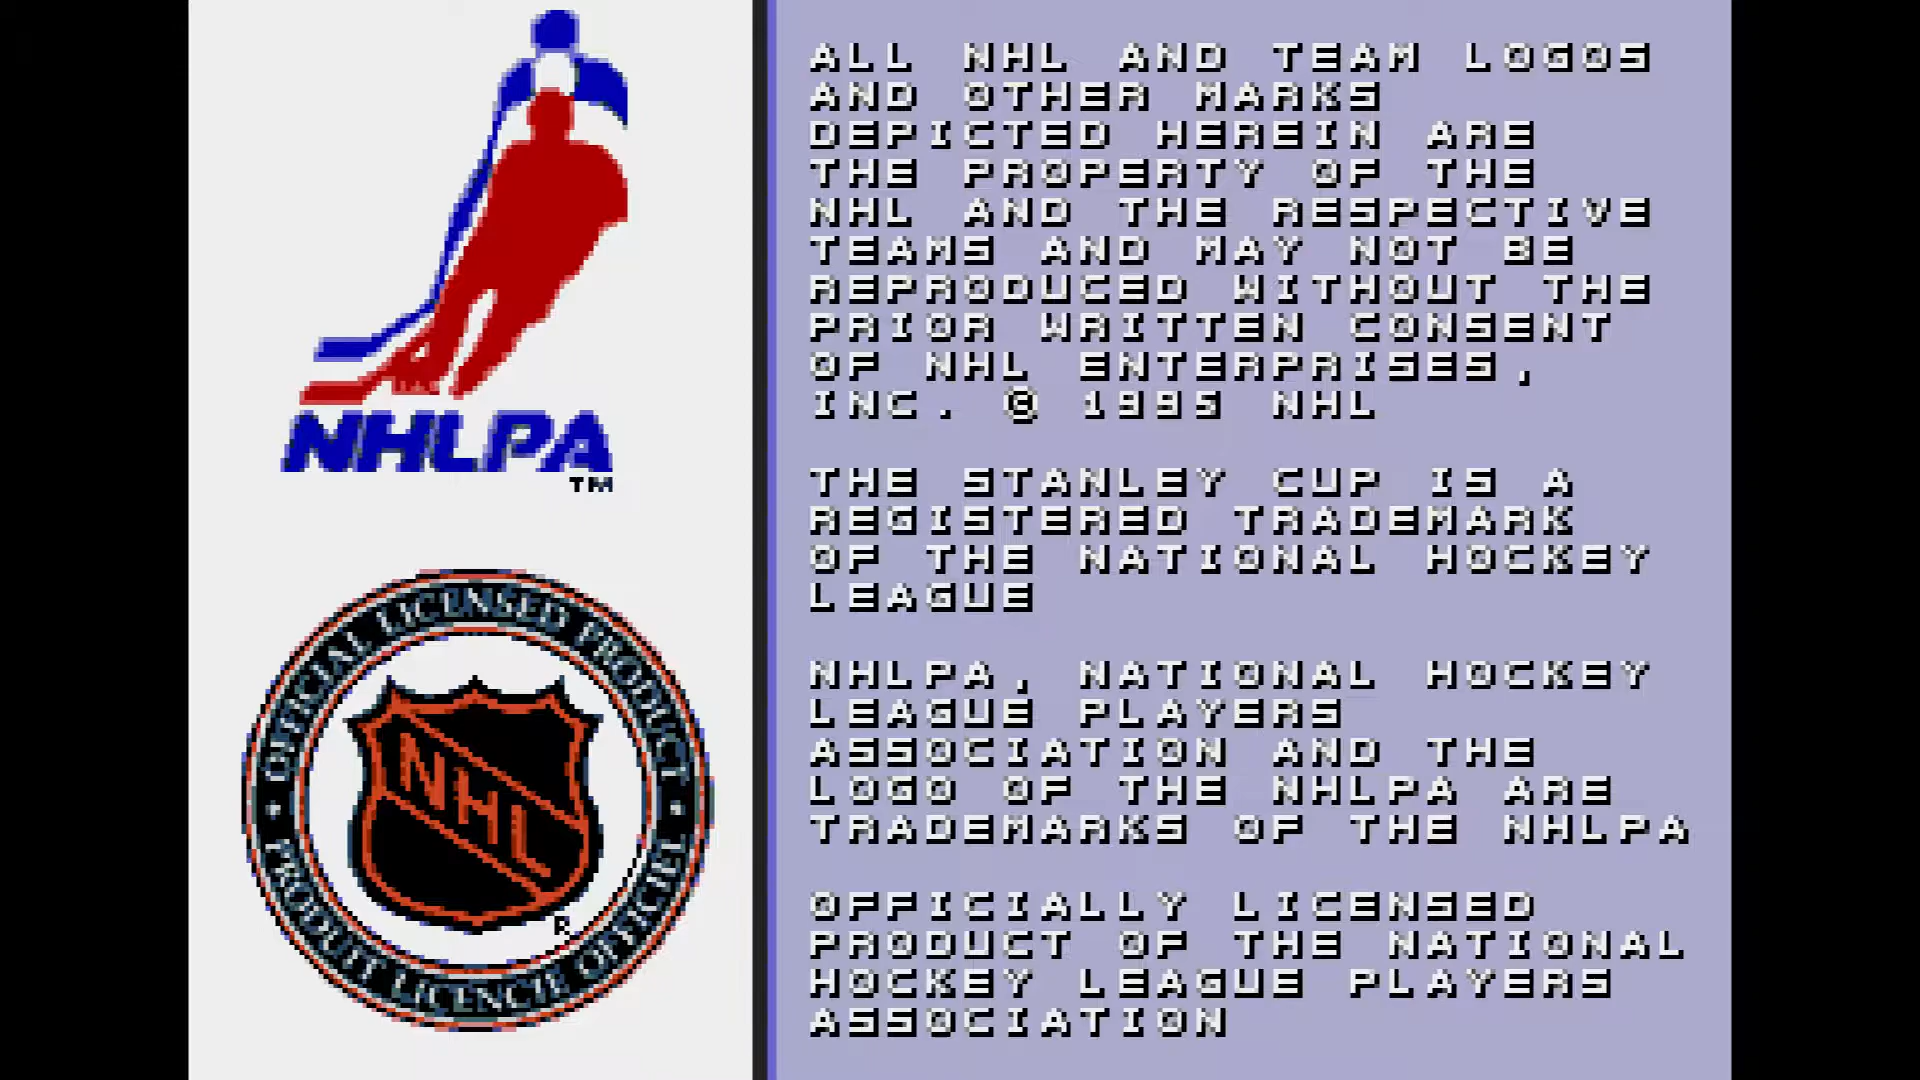 NHLPA
TM
OFFICIAL LICENSED PRODUCT
NHL
R
PRODUIT LICENCIE OFFICIEL
ALL NHL AND TEAM LOGOS
AND OTHER MARKS
DEPICTED HEREIN ARE
THE PROPERTY OF THE
NHL AND THE RESPECTIVE
TEAMS AND MAY NOT BE
REPRODUCED WITHOUT THE
PRIOR WRITTEN CONSENT
OF NHL ENTERPRISES,
INC. © 1995 NHL
THE STANLEY CUP IS A
REGISTERED TRADEMARK
OF THE NATIONAL HOCKEY
LEAGUE
NHLPA, NATIONAL HOCKEY
LEAGUE PLAYERS
ASSOCIATION AND THE
LOGO OF THE NHLPA ARE
TRADEMARKS OF THE NHLPA
OFFICIALLY LICENSED
PRODUCT OF THE NATIONAL
HOCKEY LEAGUE PLAYERS
ASSOCIATION